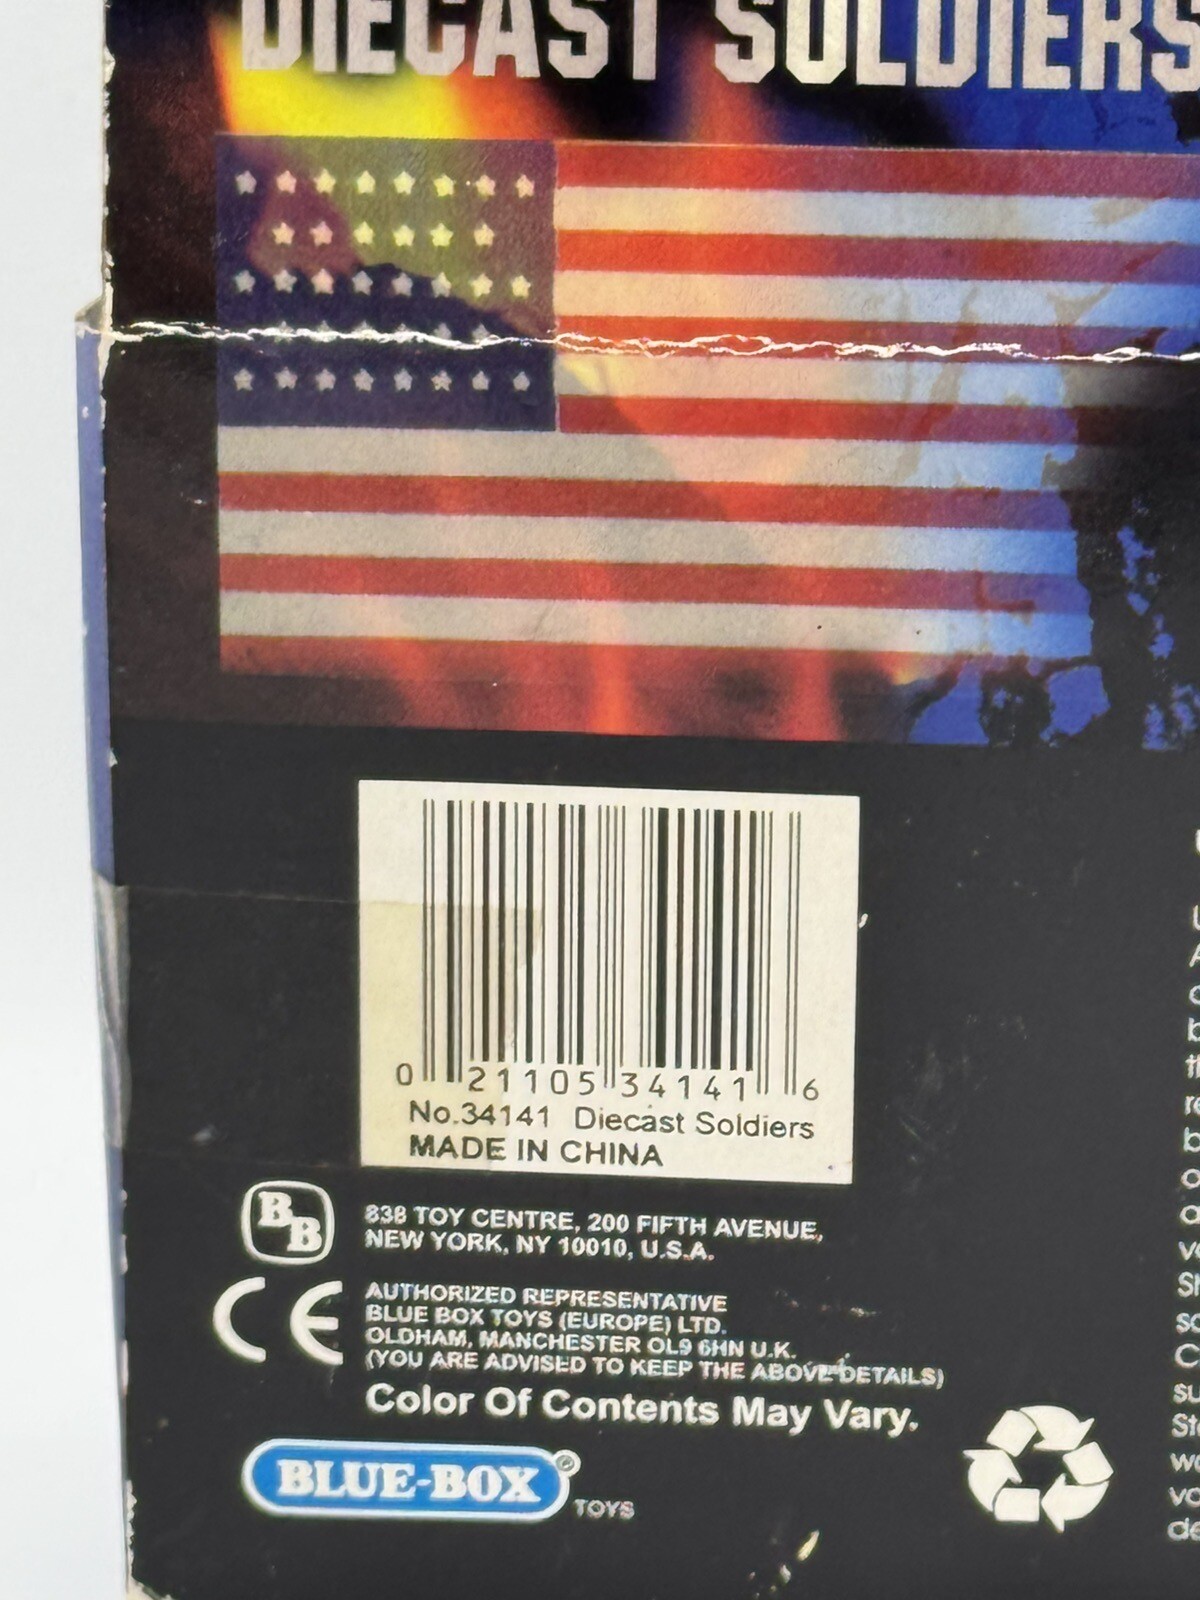 DIECAST SOLDIERS
0 21105 34141 6
No.34141 Diecast Soldiers
MADE IN CHINA
BB
838 TOY CENTRE, 200 FIFTH AVENUE,
NEW YORK, NY 10010, U.S.A.
CE
AUTHORIZED REPRESENTATIVE
BLUE BOX TOYS (EUROPE) LTD.
OLDHAM, MANCHESTER OL9 6HN U.K.
(YOU ARE ADVISED TO KEEP THE ABOVE DETAILS)
Color Of Contents May Vary.
BLUE-BOX®
TOYS